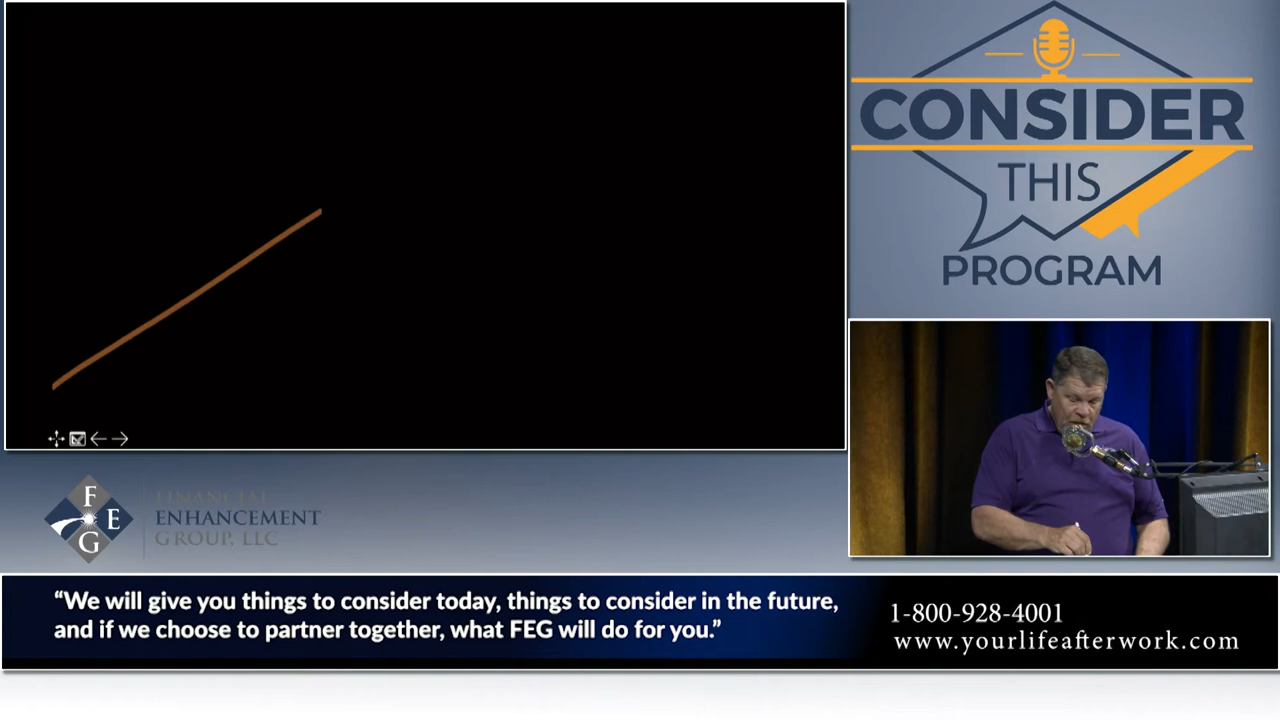 CONSIDER
THIS
PROGRAM
F
E
G
FINANCIAL
ENHANCEMENT
GROUP, LLC
“We will give you things to consider today, things to consider in the future,
and if we choose to partner together, what FEG will do for you.”
1-800-928-4001
www.yourlifeafterwork.com